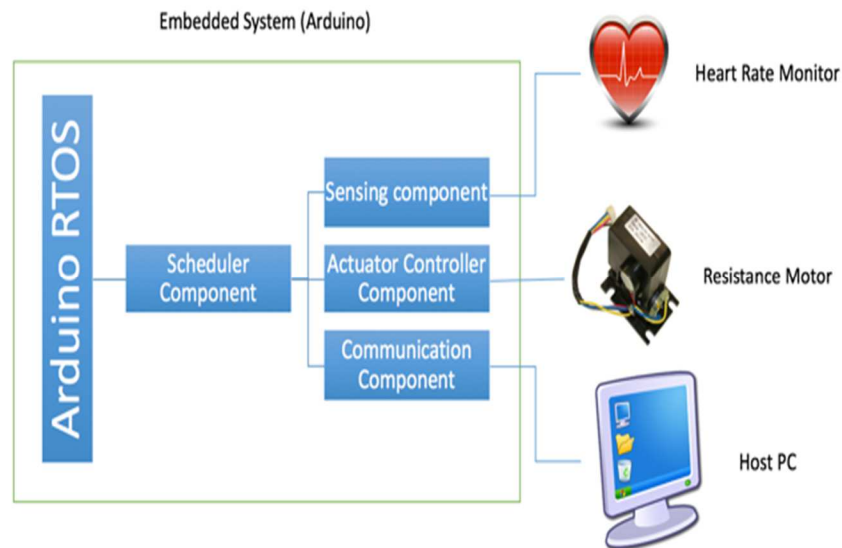 Embedded System (Arduino)
Heart Rate Monitor
Arduino RTOS
Sensing component
Scheduler
Component
Actuator Controller
Component
Resistance Motor
Communication
Component
Host PC